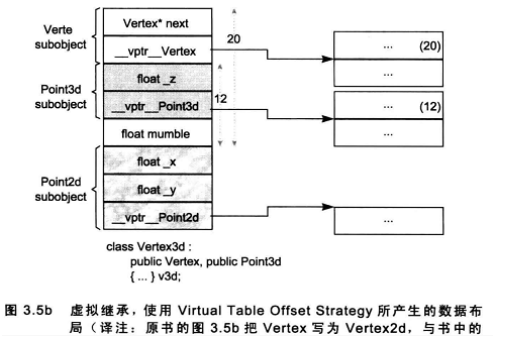 Verte
subobject
Vertex* next
__vptr__Vertex
20
... (20)
...
Point3d
subobject
float _z
__vptr__Point3d
12
... (12)
...
float mumble
Point2d
subobject
float _x
float _y
__vptr__Point2d
...
class Vertex3d :
public Vertex, public Point3d
{ ... } v3d;
图 3.5b 虚拟继承，使用 Virtual Table Offset Strategy 所产生的数据布
局（译注：原书的图 3.5b 把 Vertex 写为 Vertex2d，与书中的